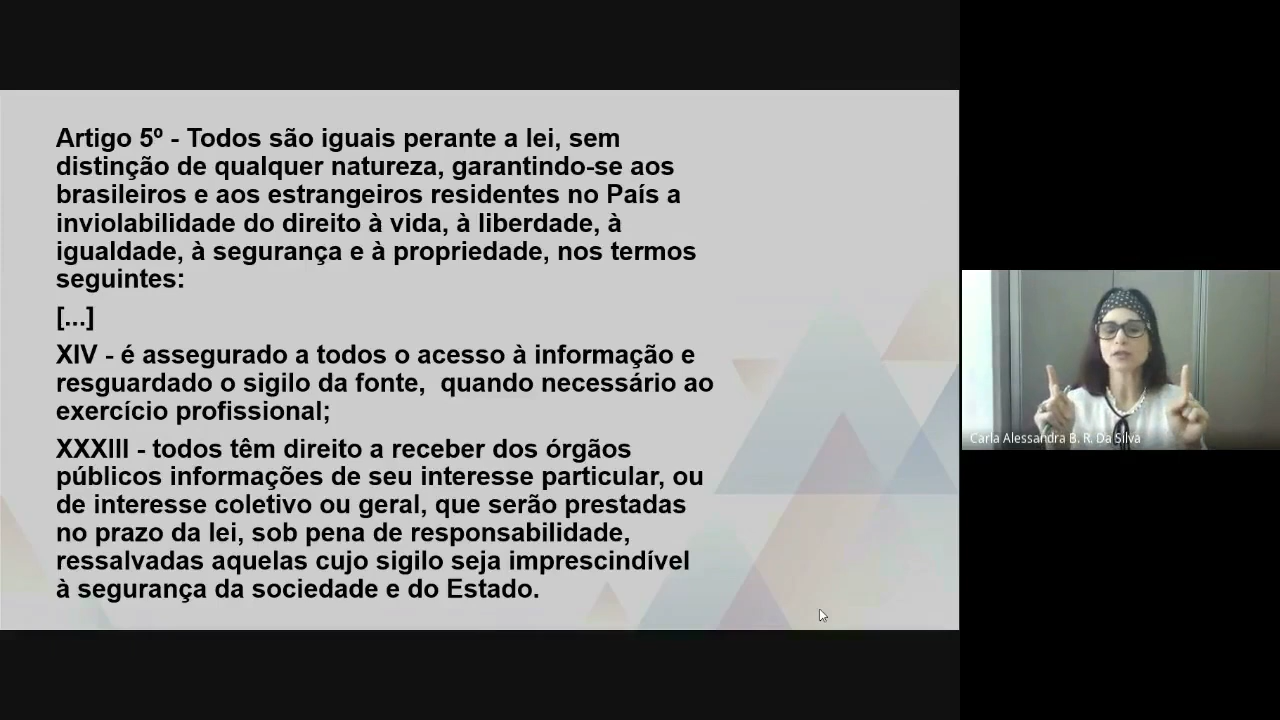 Artigo 5º - Todos são iguais perante a lei, sem
distinção de qualquer natureza, garantindo-se aos
brasileiros e aos estrangeiros residentes no País a
inviolabilidade do direito à vida, à liberdade, à
igualdade, à segurança e à propriedade, nos termos
seguintes:
[...]
XIV - é assegurado a todos o acesso à informação e
resguardado o sigilo da fonte,  quando necessário ao
exercício profissional;
XXXIII - todos têm direito a receber dos órgãos
públicos informações de seu interesse particular, ou
de interesse coletivo ou geral, que serão prestadas
no prazo da lei, sob pena de responsabilidade,
ressalvadas aquelas cujo sigilo seja imprescindível
à segurança da sociedade e do Estado.
Carla Alessandra B. R. Da Silva